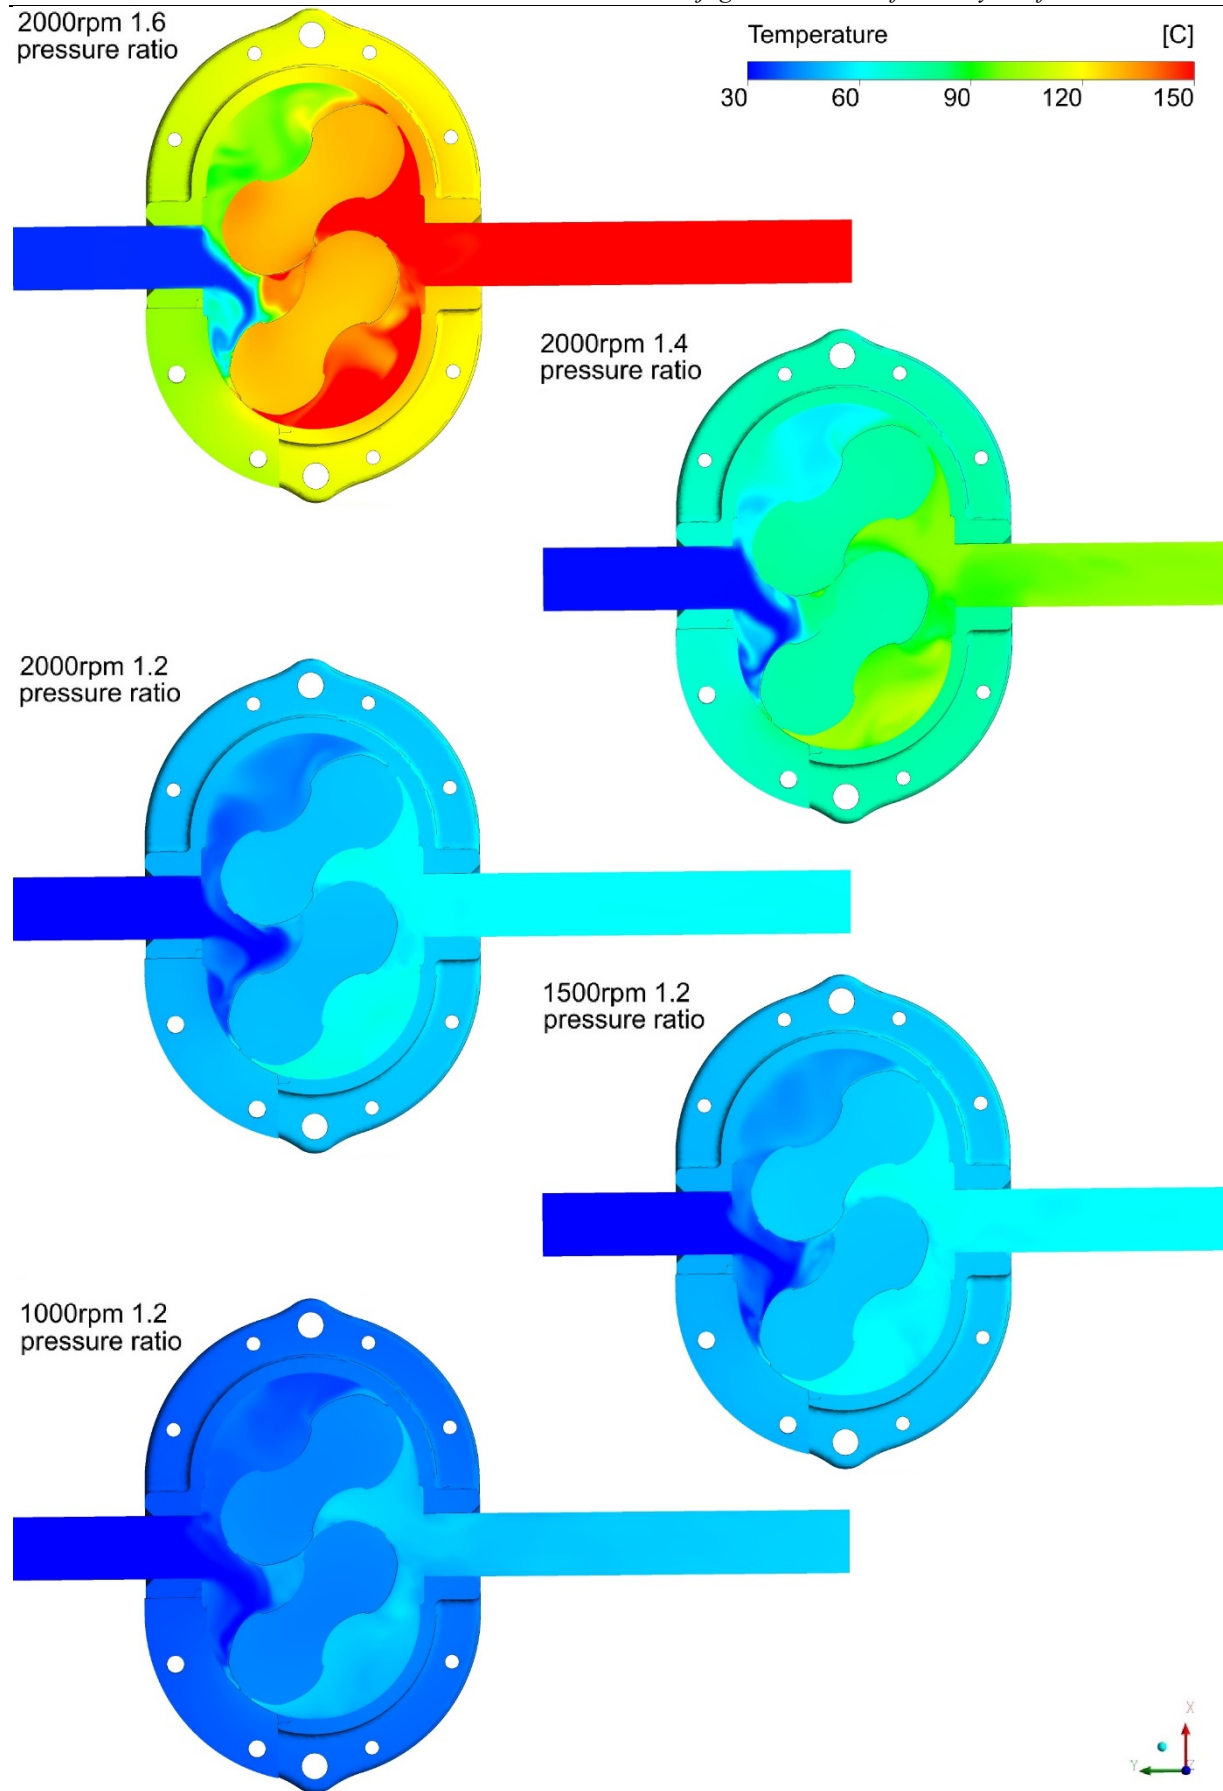 2000rpm 1.6
pressure ratio
Temperature [C]
30 60 90 120 150
2000rpm 1.4
pressure ratio
2000rpm 1.2
pressure ratio
1500rpm 1.2
pressure ratio
1000rpm 1.2
pressure ratio
X
Y
Z